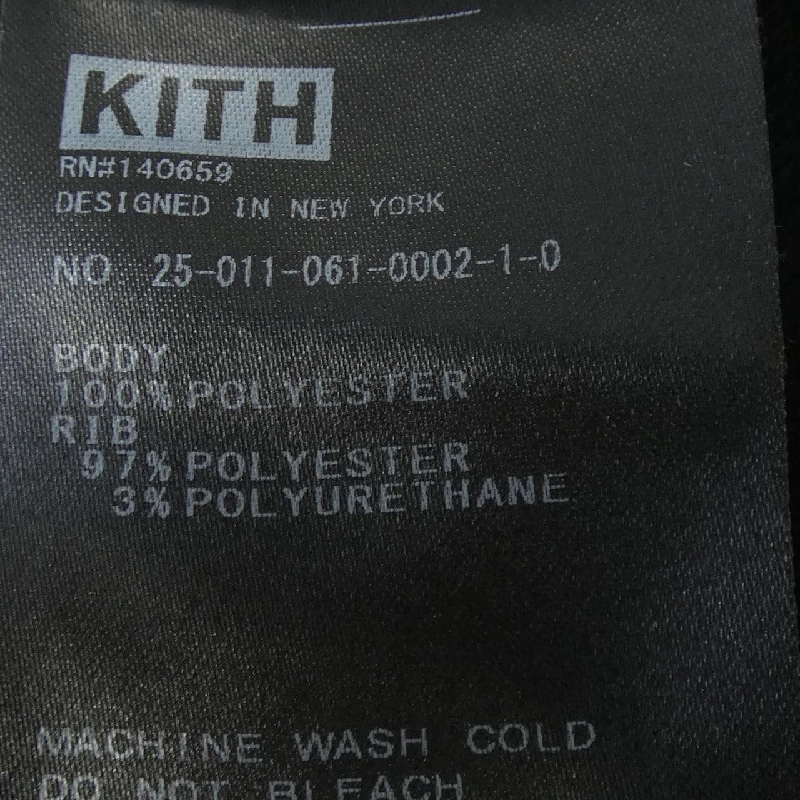 KITH
RN#140659
DESIGNED IN NEW YORK
NO 25-011-061-0002-1-0
BODY
100% POLYESTER
RIB
97% POLYESTER
3% POLYURETHANE
MACHINE WASH COLD
DO NOT BLEACH